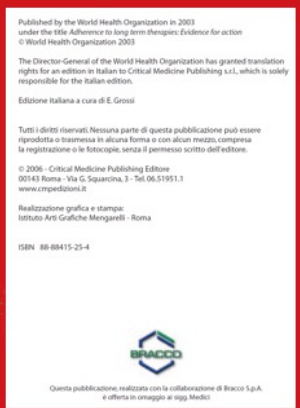 Published by the World Health Organization in 2003
under the title Adherence to long term therapies: Evidence for action
© World Health Organization 2003
The Director-General of the World Health Organization has granted translation
rights for an edition in Italian to Critical Medicine Publishing s.r.l., which is solely
responsible for the Italian edition.
Edizione italiana a cura di E. Grossi
Tutti i diritti riservati. Nessuna parte di questa pubblicazione può essere
riprodotta o trasmessa in alcuna forma o con alcun mezzo, compresa
la registrazione o le fotocopie, senza il permesso scritto dell'editore.
© 2006 - Critical Medicine Publishing Editore
00143 Roma - Via G. Squarcina, 3 - Tel. 06.51951.1
www.cmpedizioni.it
Realizzazione grafica e stampa:
Istituto Arti Grafiche Mengarelli - Roma
ISBN 88-88415-25-4
BRACCO
Questa pubblicazione, realizzata con la collaborazione di Bracco S.p.A.
è offerta in omaggio ai sigg. Medici